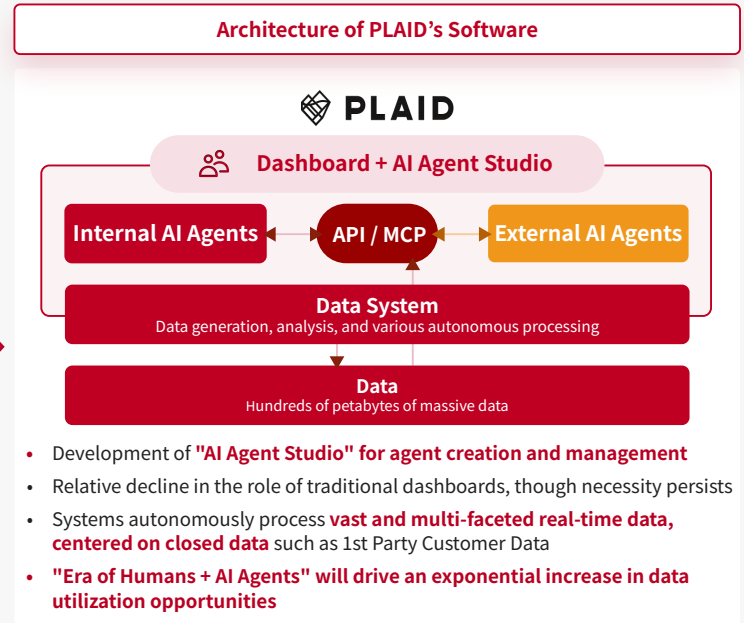 Architecture of PLAID's Software
PLAID
Dashboard + AI Agent Studio
Internal AI Agents
API / MCP
External AI Agents
Data System
Data generation, analysis, and various autonomous processing
Data
Hundreds of petabytes of massive data
• Development of "AI Agent Studio" for agent creation and management
• Relative decline in the role of traditional dashboards, though necessity persists
• Systems autonomously process vast and multi-faceted real-time data,
centered on closed data such as 1st Party Customer Data
• "Era of Humans + AI Agents" will drive an exponential increase in data
utilization opportunities